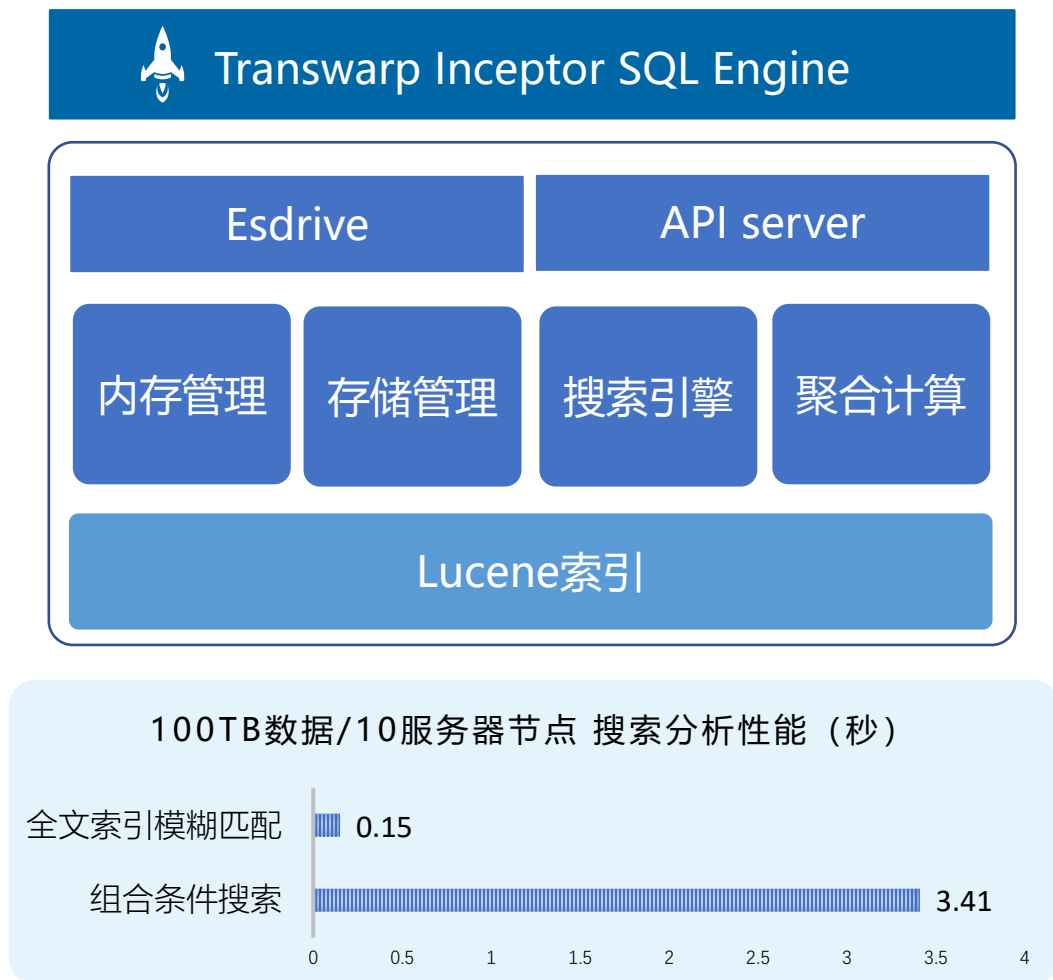 Transwarp Inceptor SQL Engine
Esdrive
API server
内存管理
存储管理
搜索引擎
聚合计算
Lucene索引
100TB数据/10服务器节点 搜索分析性能（秒）
全文索引模糊匹配 0.15
组合条件搜索 3.41
0 0.5 1 1.5 2 2.5 3 3.5 4